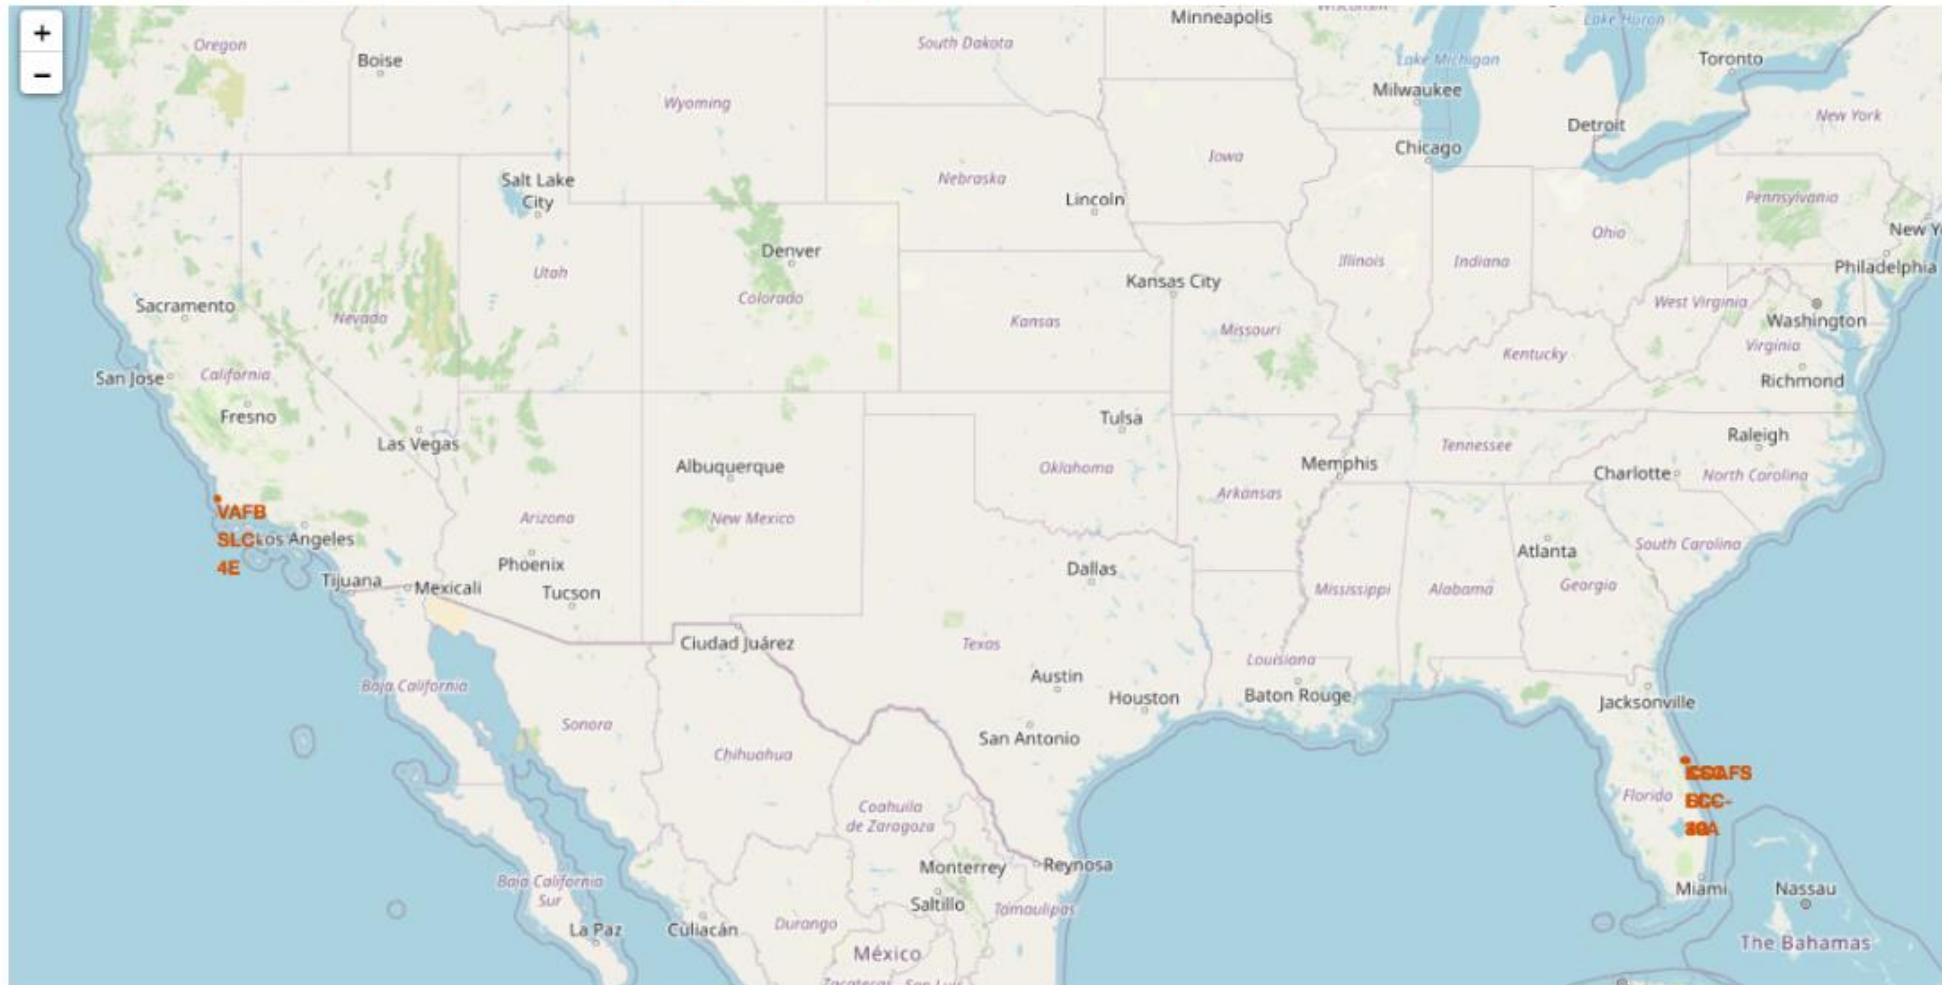 +
−
Minneapolis
Wisconsin
Lake Huron
Oregon
Boise
South Dakota
Lake Michigan
Toronto
Milwaukee
Wyoming
New York
Detroit
Chicago
Iowa
Salt Lake
City
Nebraska
Lincoln
Pennsylvania
Ohio
New Y
Denver
Utah
Illinois
Indiana
Philadelphia
Kansas City
Colorado
West Virginia
Sacramento
Nevada
Kansas
Missouri
Washington
Kentucky
Virginia
San Jose
California
Richmond
Fresno
Las Vegas
Tulsa
Raleigh
Tennessee
Albuquerque
Oklahoma
Memphis
Charlotte
North Carolina
Arkansas
VAFB
SLC
4E
Los Angeles
Arizona
New Mexico
Atlanta
South Carolina
Phoenix
Dallas
Tijuana
Mexicali
Tucson
Mississippi
Alabama
Georgia
Ciudad Juárez
Texas
Louisiana
Baja California
Austin
Houston
Baton Rouge
Jacksonville
Sonora
San Antonio
Chihuahua
Florida
Coahuila
de Zaragoza
Monterrey
Reynosa
Baja California
Sur
Saltillo
Tamaulipas
Miami
Nassau
La Paz
Culiacán
Durango
México
The Bahamas
Zacatecas
San Luis